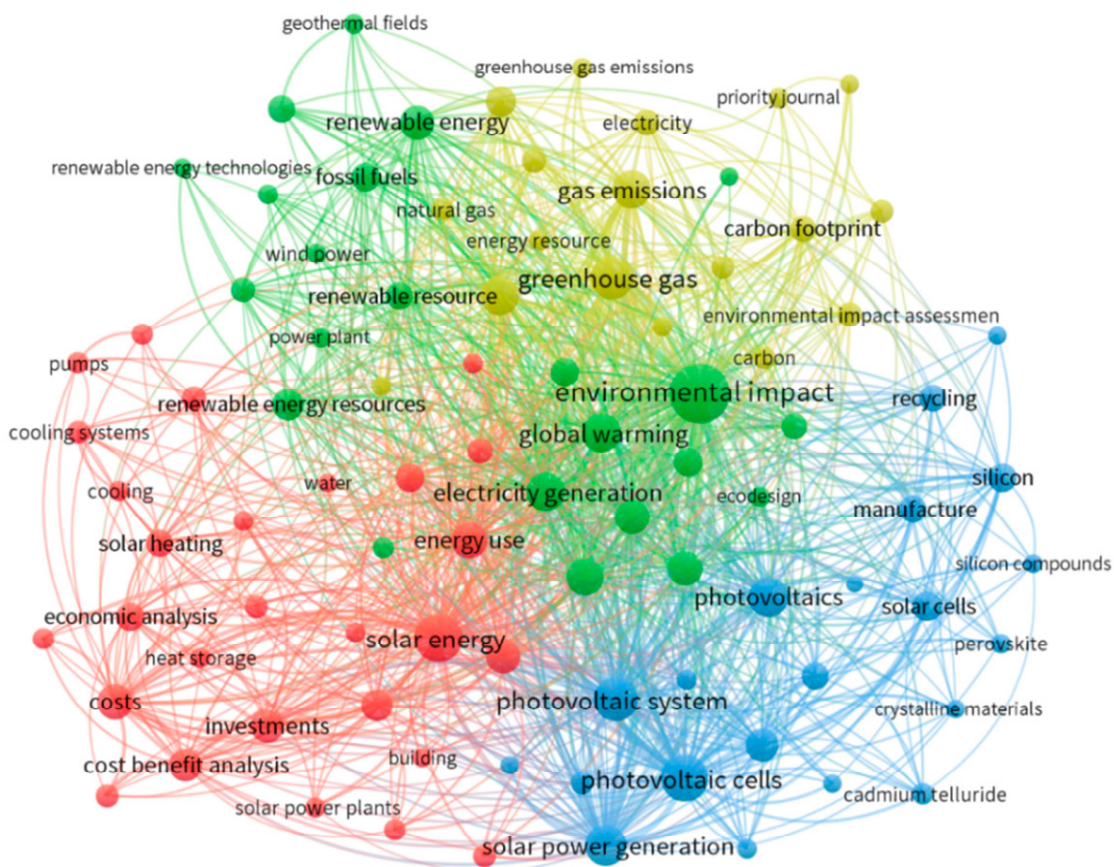 geothermal fields
greenhouse gas emissions
priority journal
renewable energy
electricity
renewable energy technologies
fossil fuels
gas emissions
natural gas
carbon footprint
energy resource
wind power
greenhouse gas
renewable resource
environmental impact assessmen
power plant
carbon
pumps
environmental impact
recycling
renewable energy resources
cooling systems
global warming
silicon
water
cooling
electricity generation
ecodesign
manufacture
solar heating
energy use
silicon compounds
photovoltaics
solar cells
economic analysis
solar energy
perovskite
heat storage
costs
photovoltaic system
crystalline materials
investments
building
cost benefit analysis
photovoltaic cells
cadmium telluride
solar power plants
solar power generation